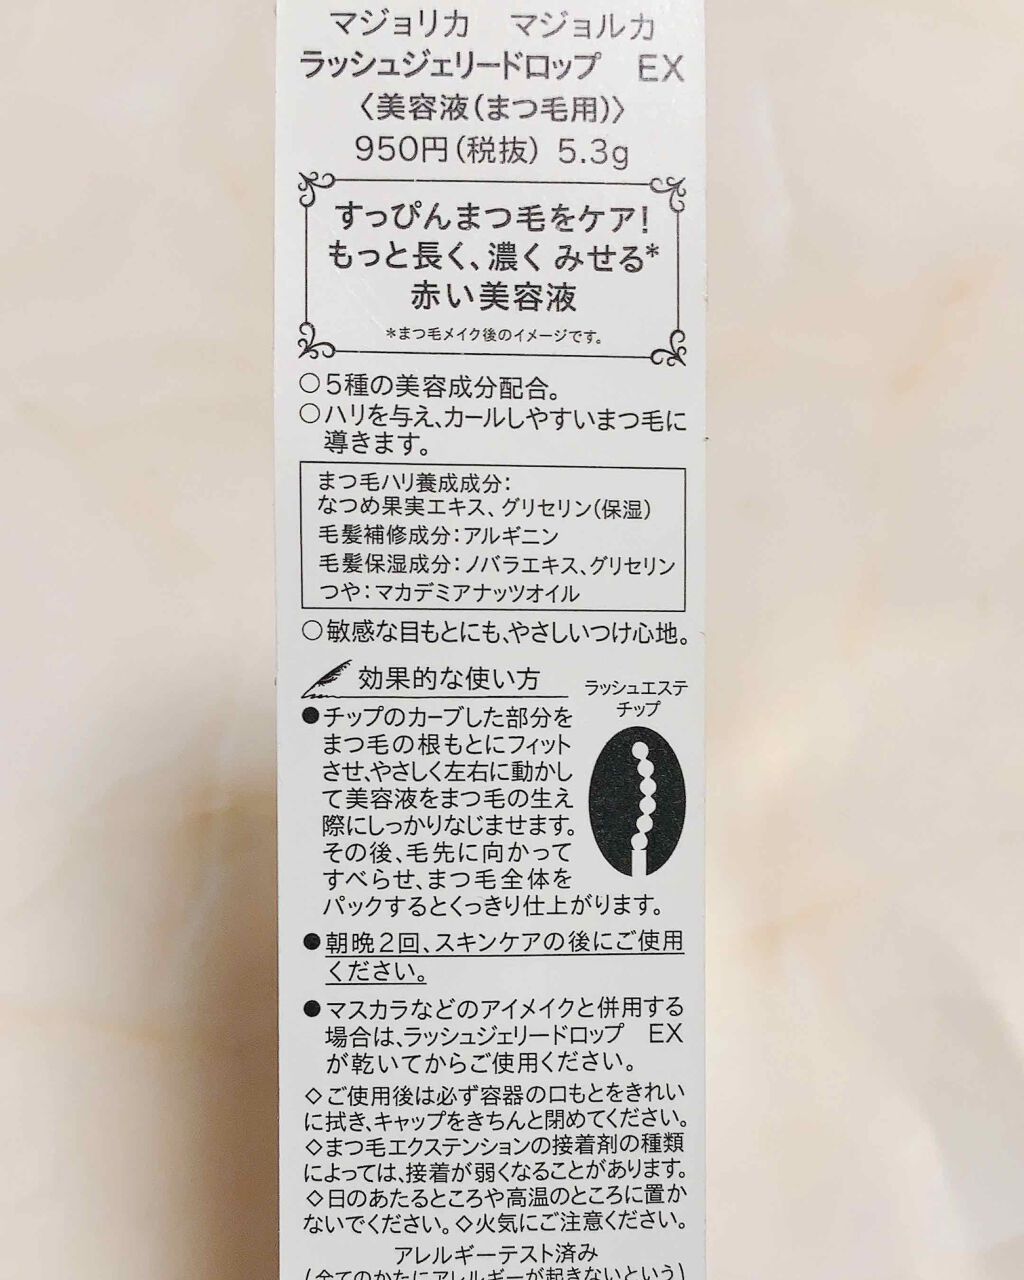 マジョリカ　マジョルカ
ラッシュジェリードロップ　EX
〈美容液(まつ毛用)〉
950円(税抜) 5.3g
すっぴんまつ毛をケア!
もっと長く、濃く みせる*
赤い美容液
*まつ毛メイク後のイメージです。
○5種の美容成分配合。
○ハリを与え、カールしやすいまつ毛に
導きます。
まつ毛ハリ養成成分:
なつめ果実エキス、グリセリン(保湿)
毛髪補修成分:アルギニン
毛髪保湿成分:ノバラエキス、グリセリン
つや:マカデミアナッツオイル
○敏感な目もとにも、やさしいつけ心地。
効果的な使い方
ラッシュエステ
チップ
●チップのカーブした部分を
まつ毛の根もとにフィット
させ、やさしく左右に動かし
て美容液をまつ毛の生え
際にしっかりなじませます。
その後、毛先に向かって
すべらせ、まつ毛全体を
パックするとくっきり仕上がります。
●朝晩2回、スキンケアの後にご使用
ください。
●マスカラなどのアイメイクと併用する
場合は、ラッシュジェリードロップ　EX
が乾いてからご使用ください。
◇ご使用後は必ず容器の口もとをきれい
に拭き、キャップをきちんと閉めてください。
◇まつ毛エクステンションの接着剤の種類
によっては、接着が弱くなることがあります。
◇日のあたるところや高温のところに置か
ないでください。◇火気にご注意ください。
アレルギーテスト済み
(全てのかたにアレルギーが起きないという)